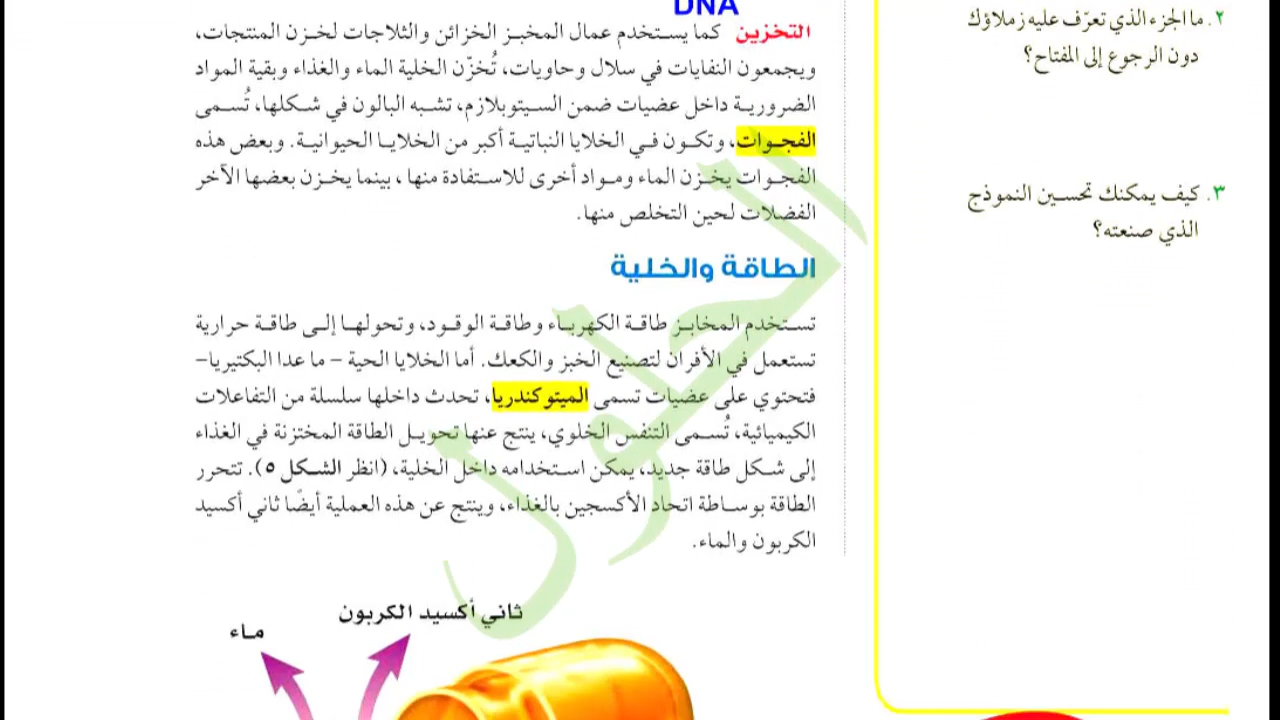 DNA
٢. ما الجزء الذي تعرّف عليه زملاؤك
دون الرجوع إلى المفتاح؟
٣. كيف يمكنك تحسين النموذج
الذي صنعته؟
التخزين كما يستخدم عمال المخبز الخزائن والثلاجات لخزن المنتجات،
ويجمعون النفايات في سلال وحاويات، تُخزّن الخلية الماء والغذاء وبقية المواد
الضرورية داخل عضيات ضمن السيتوبلازم، تشبه البالون في شكلها، تُسمى
الفجوات، وتكون في الخلايا النباتية أكبر من الخلايا الحيوانية. وبعض هذه
الفجوات يخزن الماء ومواد أخرى للاستفادة منها، بينما يخزن بعضها الآخر
الفضلات لحين التخلص منها.
الطاقة والخلية
تستخدم المخابز طاقة الكهرباء وطاقة الوقود، وتحولها إلى طاقة حرارية
تستعمل في الأفران لتصنيع الخبز والكعك. أما الخلايا الحية – ما عدا البكتيريا–
فتحتوي على عضيات تسمى الميتوكندريا، تحدث داخلها سلسلة من التفاعلات
الكيميائية، تُسمى التنفس الخلوي، ينتج عنها تحويل الطاقة المختزنة في الغذاء
إلى شكل طاقة جديد، يمكن استخدامه داخل الخلية، (انظر الشكل ٥). تتحرر
الطاقة بوساطة اتحاد الأكسجين بالغذاء، وينتج عن هذه العملية أيضًا ثاني أكسيد
الكربون والماء.
ثاني أكسيد الكربون
ماء
الحلول